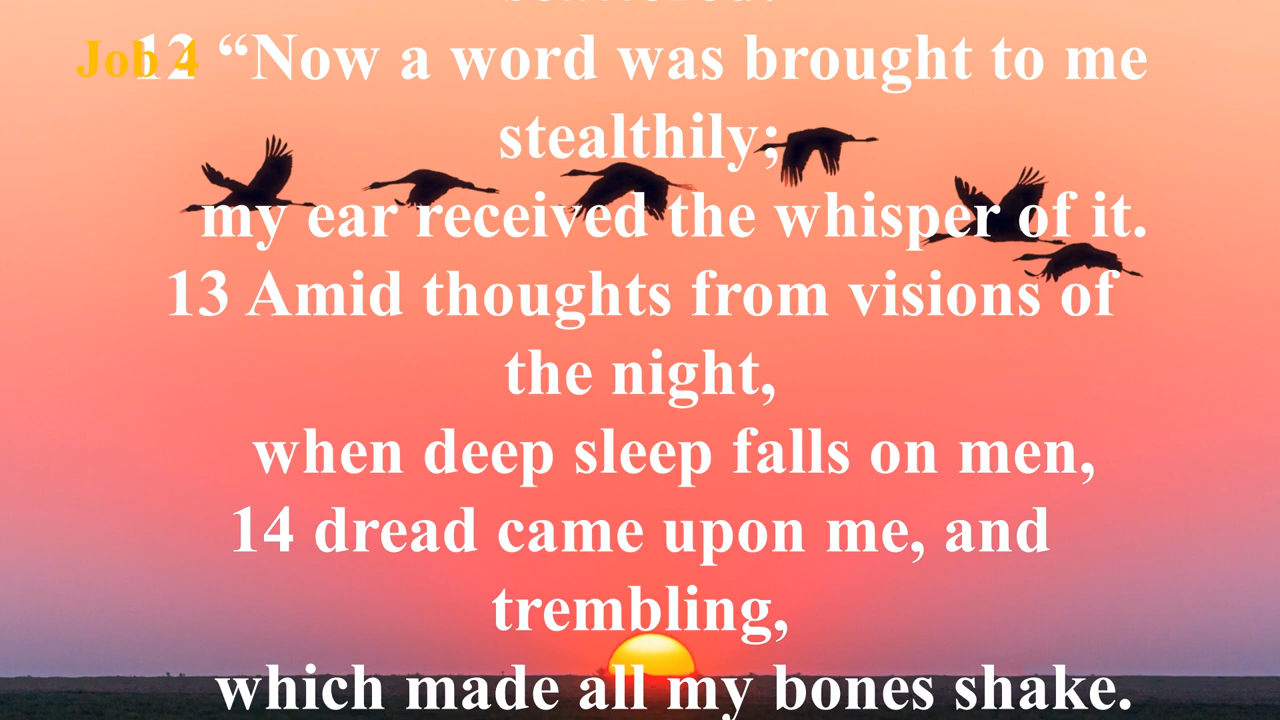 Job 4
12 “Now a word was brought to me
stealthily;
my ear received the whisper of it.
13 Amid thoughts from visions of
the night,
when deep sleep falls on men,
14 dread came upon me, and
trembling,
which made all my bones shake.